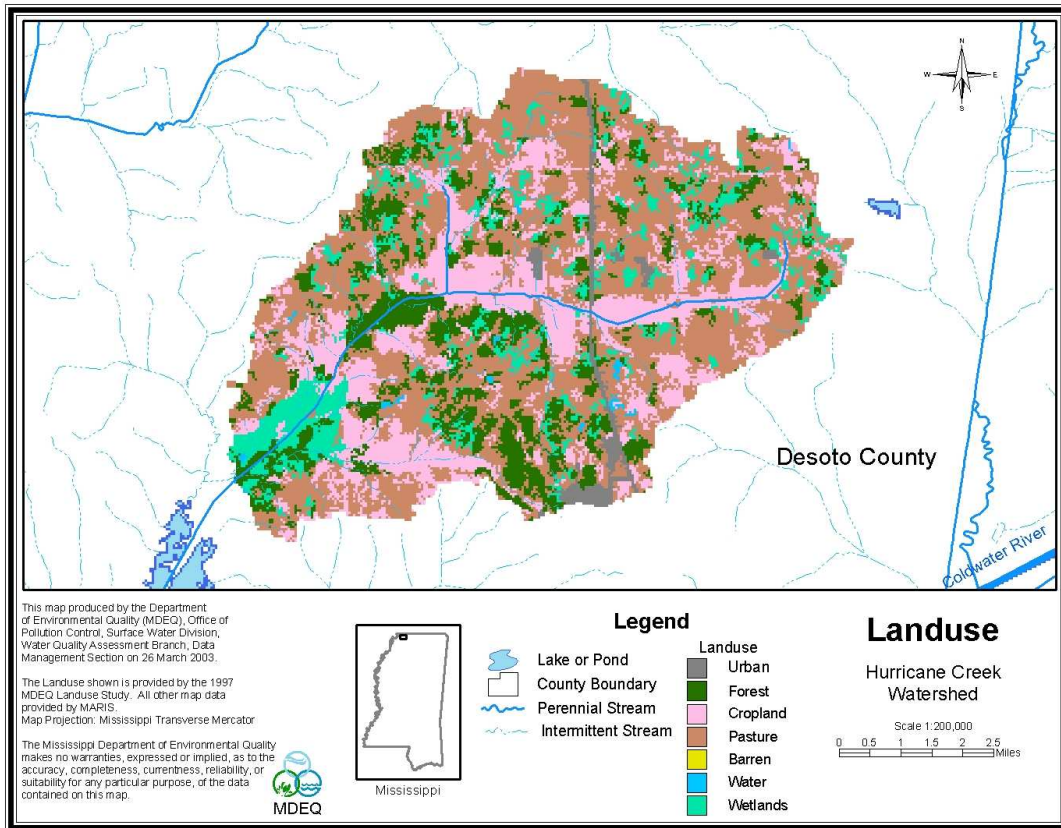 N
W
E
S
Desoto County
Coldwater River
This map produced by the Department
of Environmental Quality (MDEQ), Office of
Pollution Control, Surface Water Division,
Water Quality Assessment Branch, Data
Management Section on 26 March 2003.
The Landuse shown is provided by the 1997
MDEQ Landuse Study. All other map data
provided by MARIS.
Map Projection: Mississippi Transverse Mercator
The Mississippi Department of Environmental Quality
makes no warranties, expressed or implied, as to the
accuracy, completeness, currentness, reliability, or
suitability for any particular purpose, of the data
contained on this map.
MDEQ
Mississippi
Legend
Lake or Pond
County Boundary
Perennial Stream
Intermittent Stream
Landuse
Urban
Forest
Cropland
Pasture
Barren
Water
Wetlands
Landuse
Hurricane Creek
Watershed
Scale 1:200,000
0 0.5 1 1.5 2 2.5
Miles